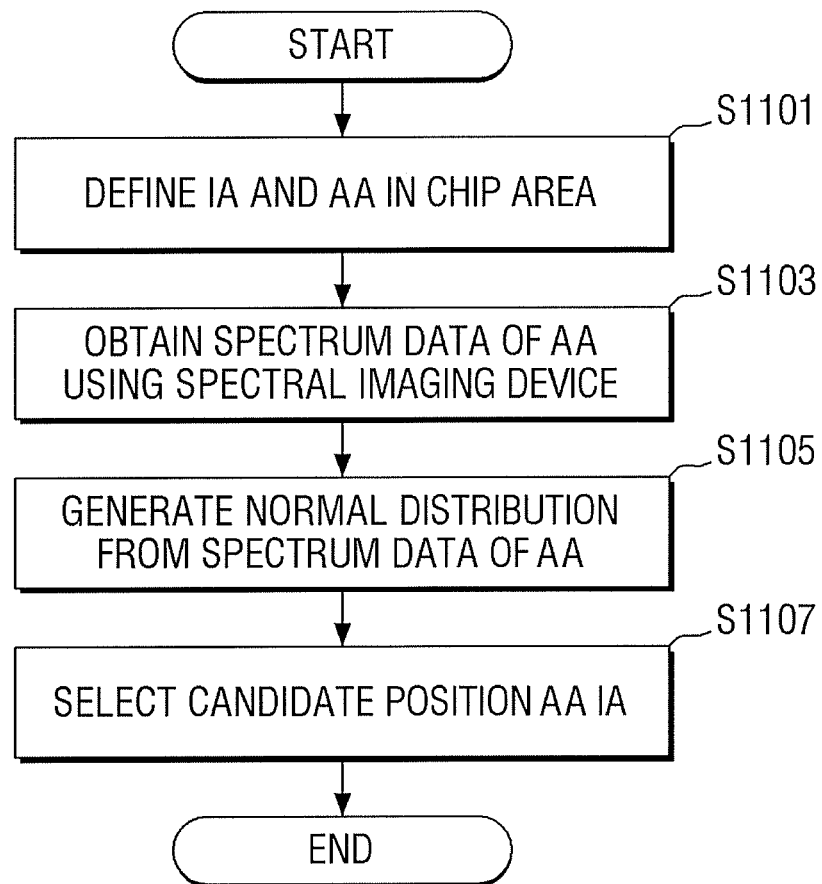 START
S1101
DEFINE IA AND AA IN CHIP AREA
S1103
OBTAIN SPECTRUM DATA OF AA
USING SPECTRAL IMAGING DEVICE
S1105
GENERATE NORMAL DISTRIBUTION
FROM SPECTRUM DATA OF AA
S1107
SELECT CANDIDATE POSITION AA IA
END